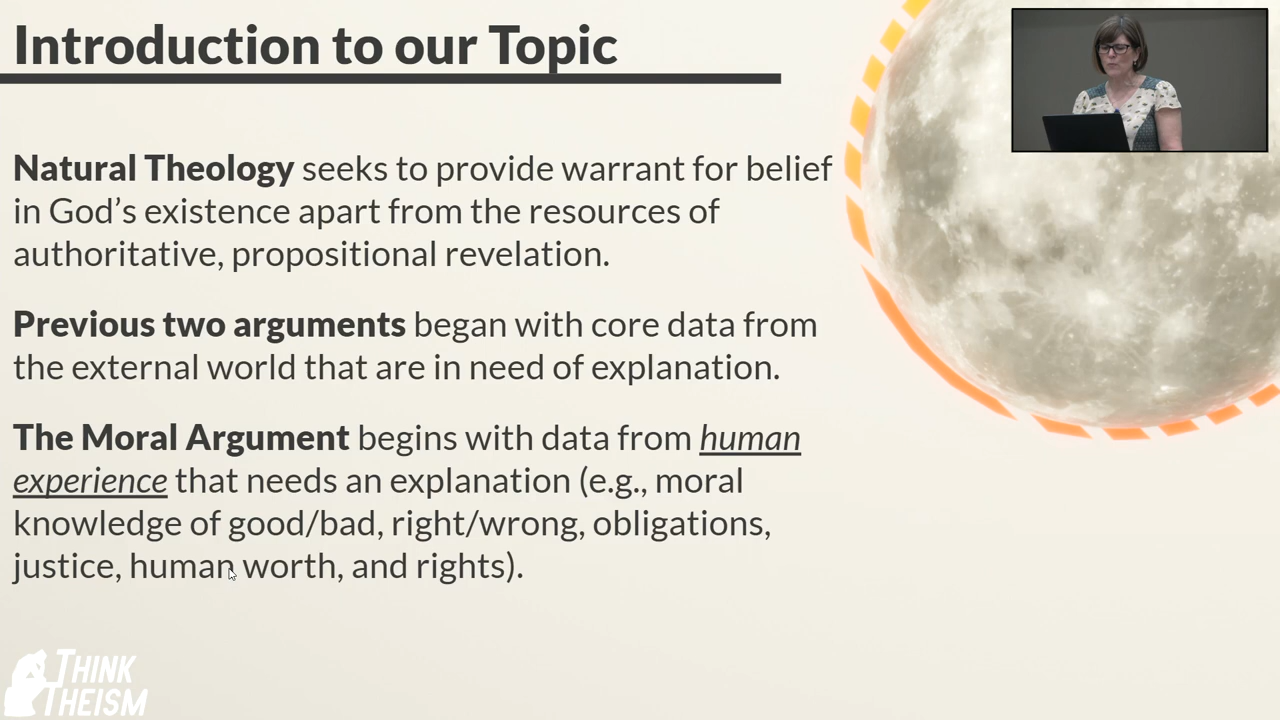 Introduction to our Topic
Natural Theology seeks to provide warrant for belief
in God's existence apart from the resources of
authoritative, propositional revelation.
Previous two arguments began with core data from
the external world that are in need of explanation.
The Moral Argument begins with data from human
experience that needs an explanation (e.g., moral
knowledge of good/bad, right/wrong, obligations,
justice, human worth, and rights).
THINK
THEISM